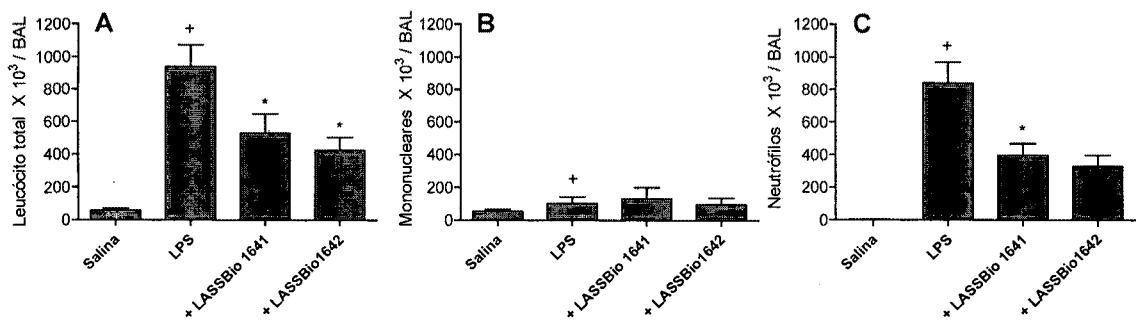 A
Leucócito total X 10³ / BAL
1200
1000
800
600
400
200
0
+
*
*
Salina
LPS
+ LASSBio 1641
+ LASSBio1642
B
Mononucleares X 10³ / BAL
1200
1000
800
600
400
200
0
+
Salina
LPS
+ LASSBio 1641
+ LASSBio1642
C
Neutrófilos X 10³ / BAL
1200
1000
800
600
400
200
0
+
*
Salina
LPS
+ LASSBio 1641
+ LASSBio1642